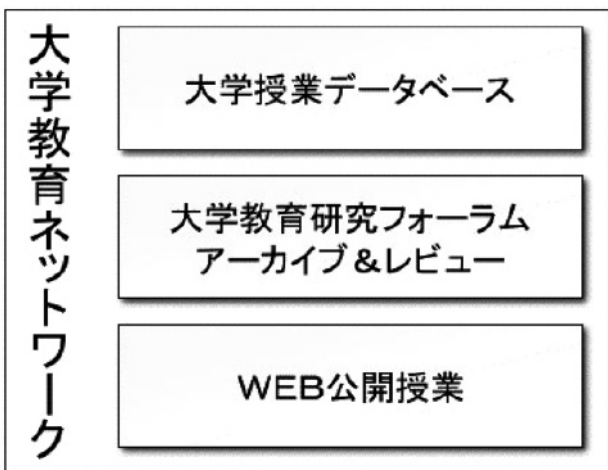 大学教育ネットワーク
大学授業データベース
大学教育研究フォーラム
アーカイブ＆レビュー
WEB公開授業